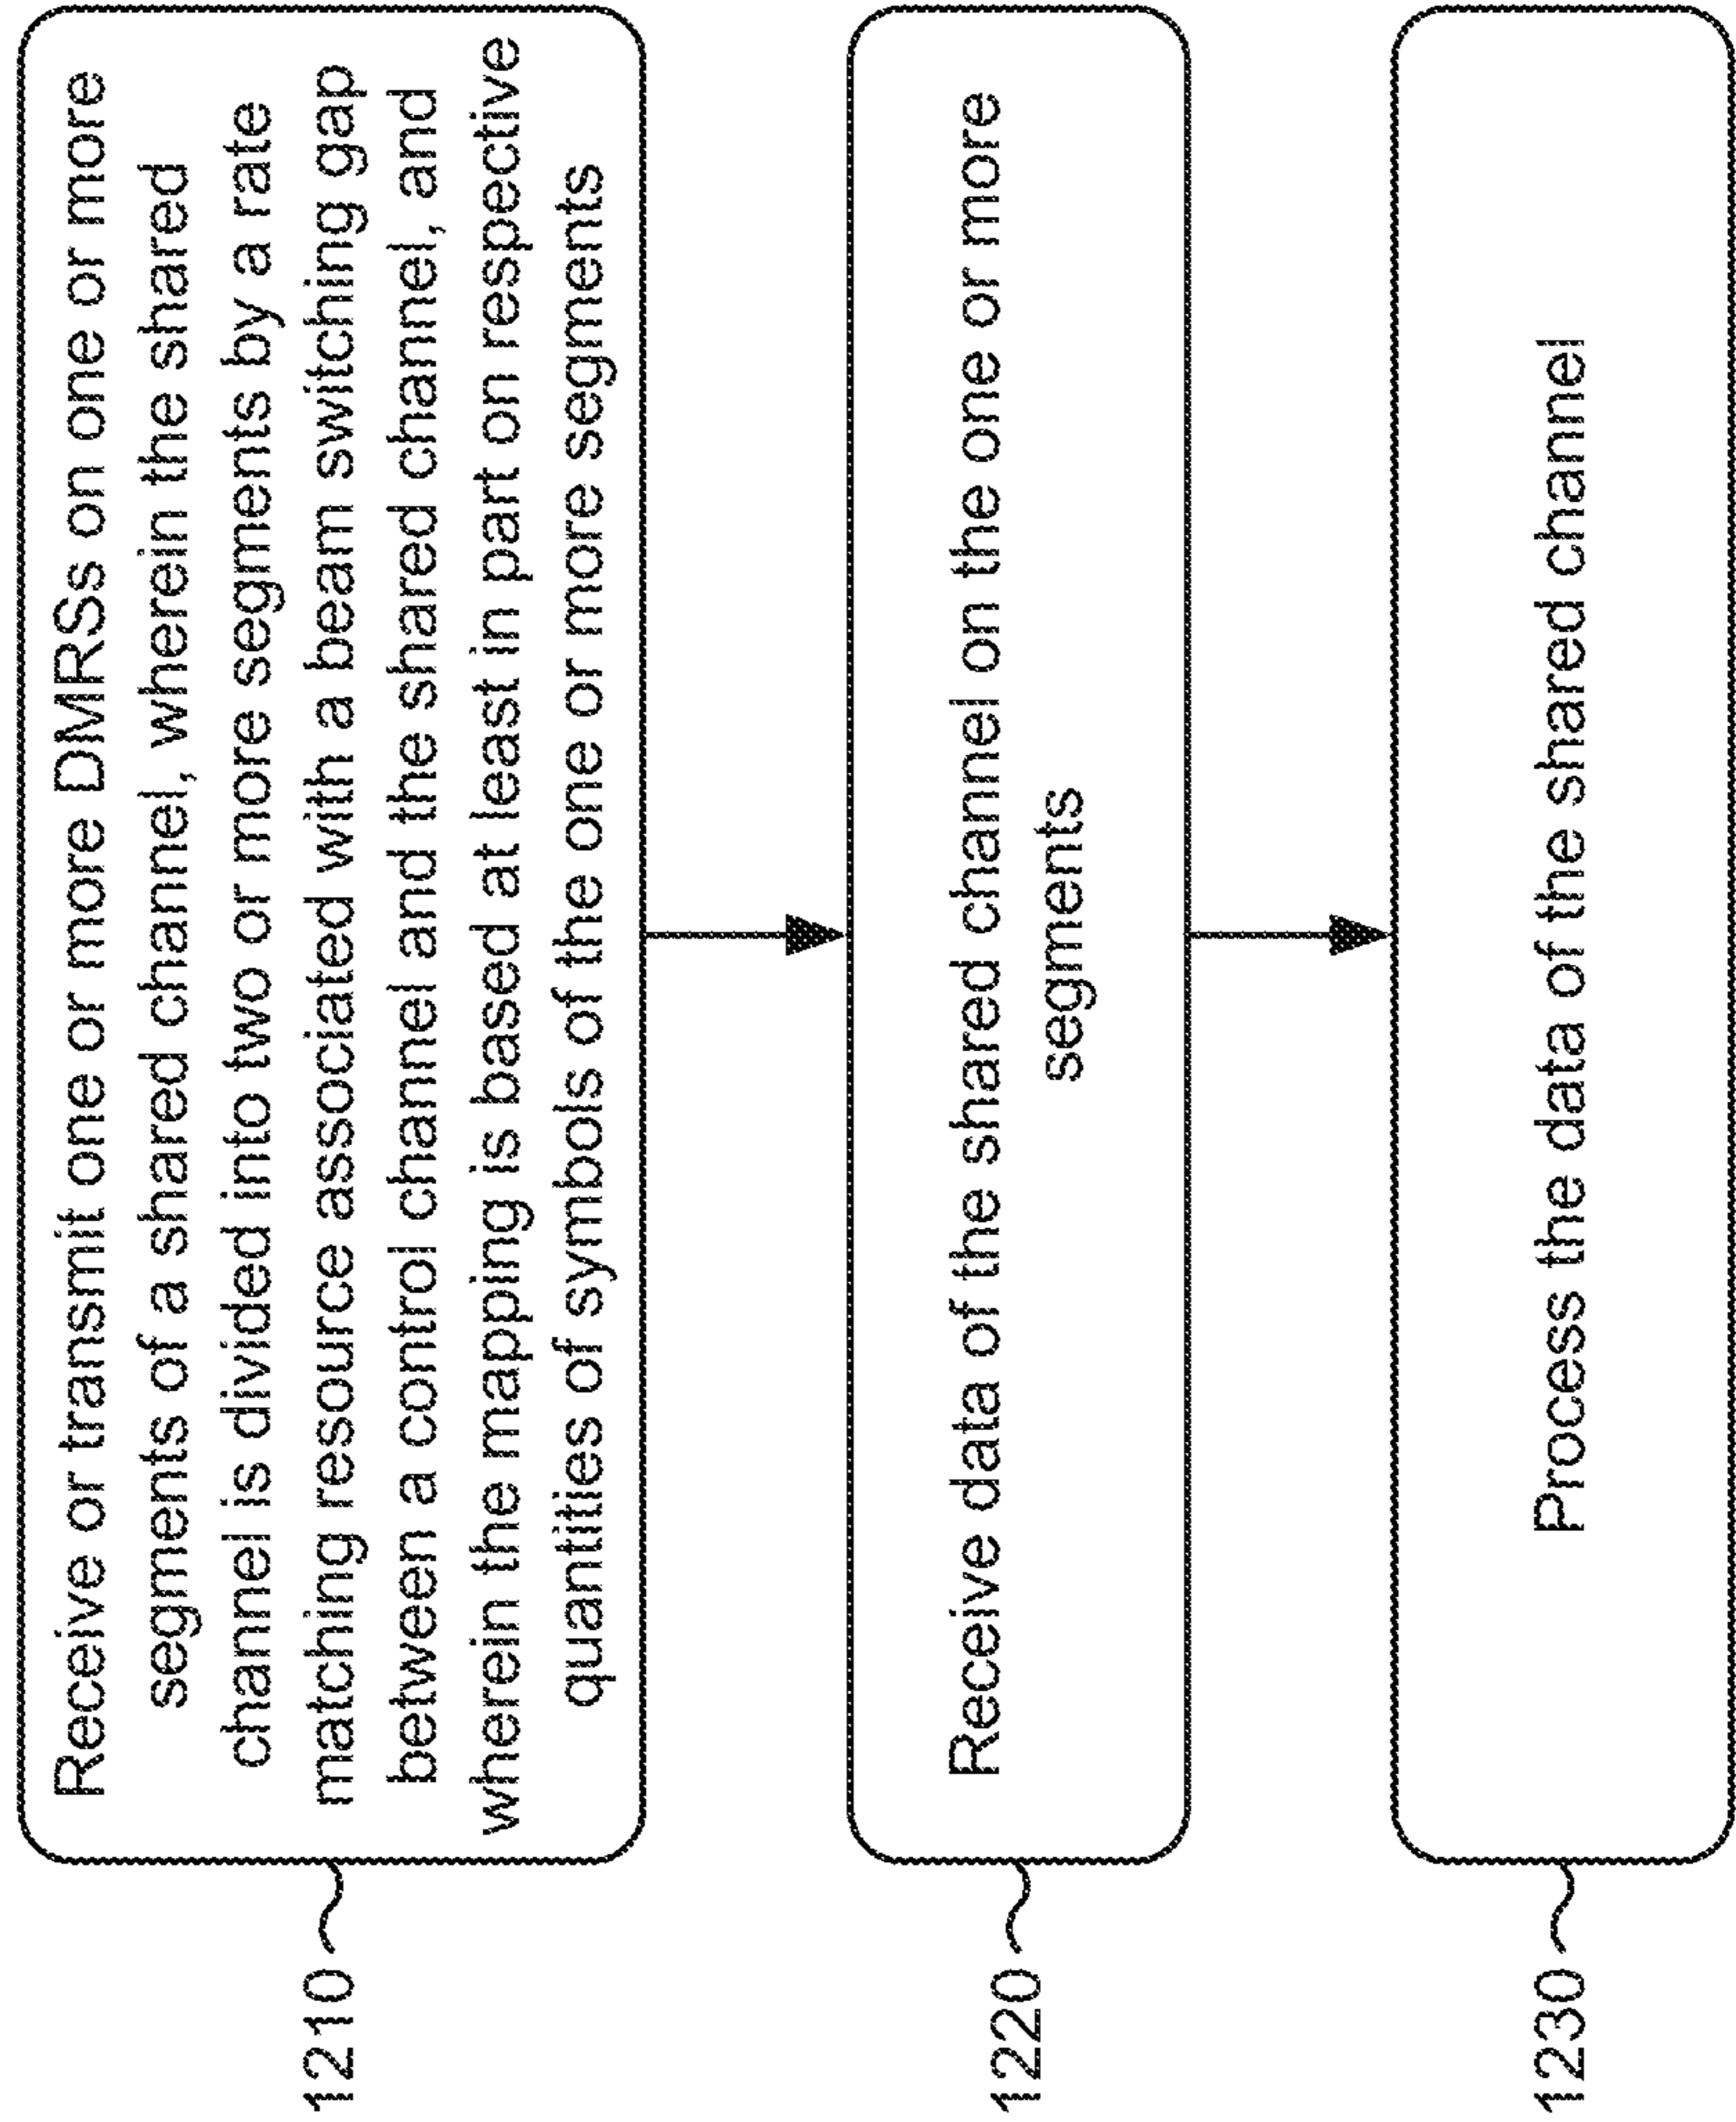 Receive or transmit one or more DMRSs on one or more
segments of a shared channel, wherein the shared
channel is divided into two or more segments by a rate
matching resource associated with a beam switching gap
between a control channel and the shared channel, and
wherein the mapping is based at least in part on respective
quantities of symbols of the one or more segments
1210
Receive data of the shared channel on the one or more
segments
1220
Process the data of the shared channel
1230